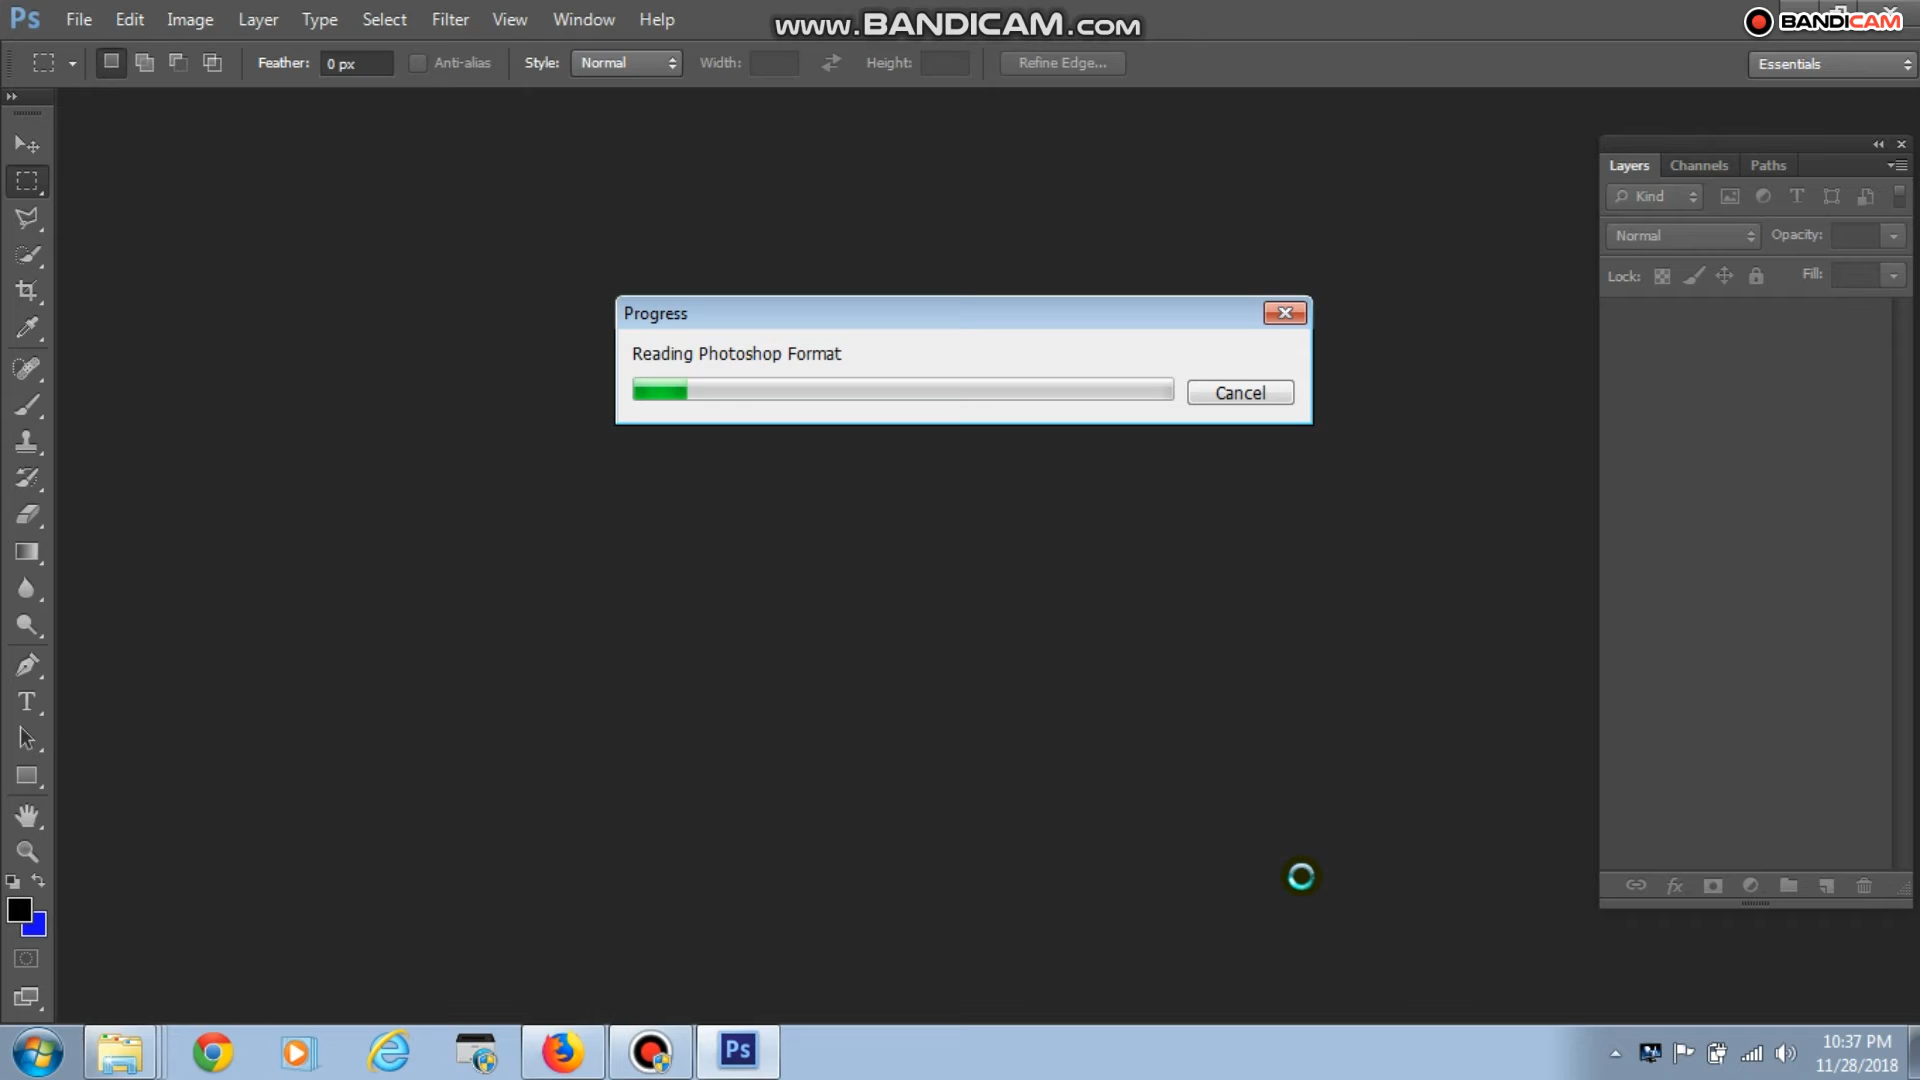 Ps File Edit Image Layer Type Select Filter View Window Help
www.BANDICAM.com
BANDICAM
Feather: 0 px Anti-alias Style: Normal Width: Height: Refine Edge... Essentials
Layers Channels Paths
Kind
Normal Opacity:
Lock: Fill:
Progress
Reading Photoshop Format
Cancel
T
Ps
10:37 PM
11/28/2018